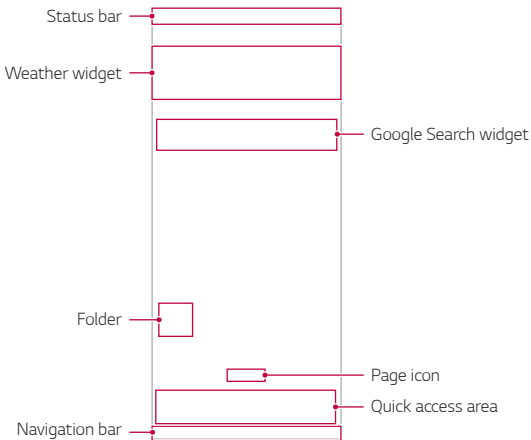 Status bar
Weather widget
Google Search widget
Folder
Page icon
Quick access area
Navigation bar